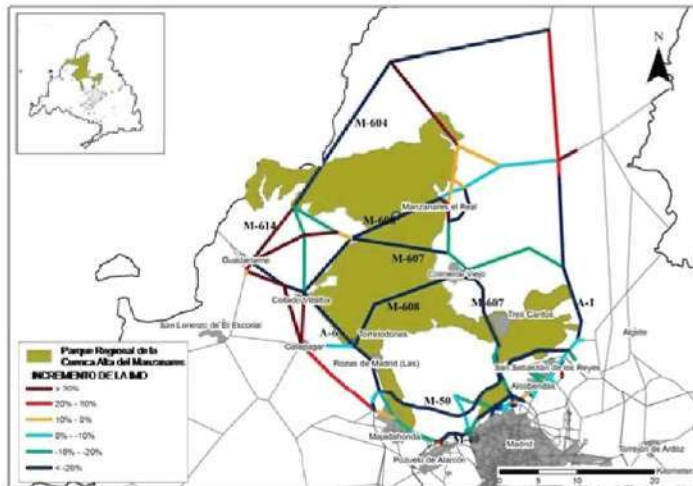 N
M-604
Manzanares el Real
M-614
M-607
Guadarrama
Colmenar Viejo
M-608
M-607
Collado Villalba
A-1
Tres Cantos
San Lorenzo de El Escorial
A-6
Torrelodones
Galapagar
Algete
Parque Regional de la
Cuenca Alta del Manzanares
Rozas de Madrid (Las)
San Sebastián de los Reyes
INCREMENTO DE LA IMD
Alcobendas
> 20%
20% - 10%
M-50
10% - 0%
0% - -10%
Majadahonda
Madrid
-10% - -20%
Torrejón de Ardoz
Pozuelo de Alarcón
< -20%
Kilometers
0 5 10 20